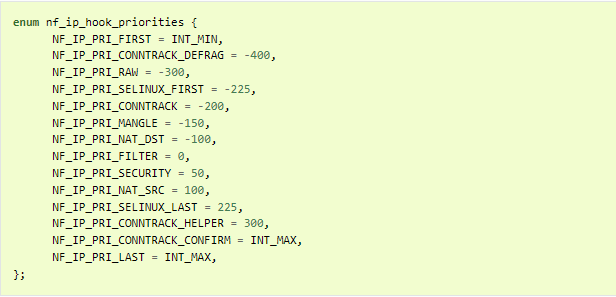 enum nf_ip_hook_priorities {
NF_IP_PRI_FIRST = INT_MIN,
NF_IP_PRI_CONNTRACK_DEFRAG = -400,
NF_IP_PRI_RAW = -300,
NF_IP_PRI_SELINUX_FIRST = -225,
NF_IP_PRI_CONNTRACK = -200,
NF_IP_PRI_MANGLE = -150,
NF_IP_PRI_NAT_DST = -100,
NF_IP_PRI_FILTER = 0,
NF_IP_PRI_SECURITY = 50,
NF_IP_PRI_NAT_SRC = 100,
NF_IP_PRI_SELINUX_LAST = 225,
NF_IP_PRI_CONNTRACK_HELPER = 300,
NF_IP_PRI_CONNTRACK_CONFIRM = INT_MAX,
NF_IP_PRI_LAST = INT_MAX,
};